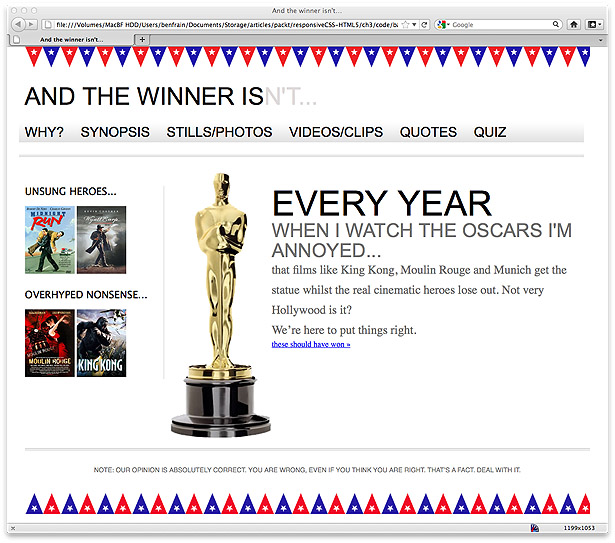 And the winner isn't...
file:///Volumes/MacBF HDD/Users/benfrain/Documents/Storage/articles/packt/responsiveCSS-HTML5/ch3/code/ba
Google
And the winner isn't...
AND THE WINNER ISN'T...
WHY? SYNOPSIS STILLS/PHOTOS VIDEOS/CLIPS QUOTES QUIZ
UNSUNG HEROES...
MIDNIGHT RUN
OVERHYPED NONSENSE...
MOULIN ROUGE
KING KONG
EVERY YEAR
WHEN I WATCH THE OSCARS I'M
ANNOYED...
that films like King Kong, Moulin Rouge and Munich get the
statue whilst the real cinematic heroes lose out. Not very
Hollywood is it?
We're here to put things right.
these should have won »
NOTE: OUR OPINION IS ABSOLUTELY CORRECT. YOU ARE WRONG, EVEN IF YOU THINK YOU ARE RIGHT. THAT'S A FACT. DEAL WITH IT.
1199x1053